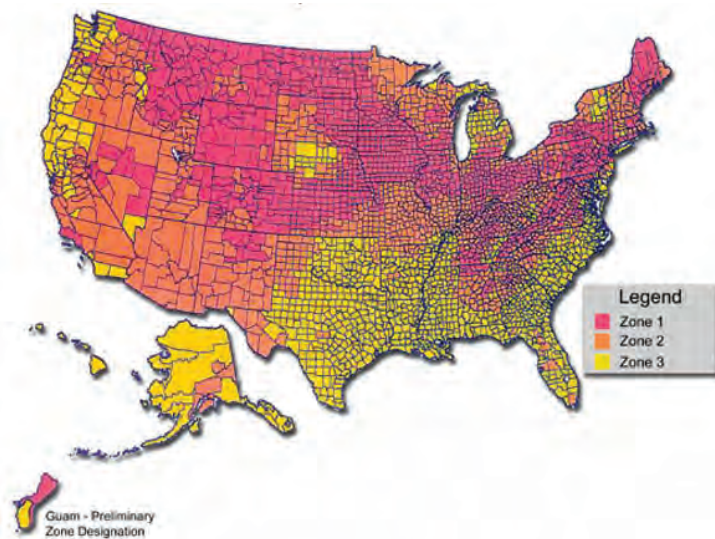 Legend
Zone 1
Zone 2
Zone 3
Guam - Preliminary
Zone Designation